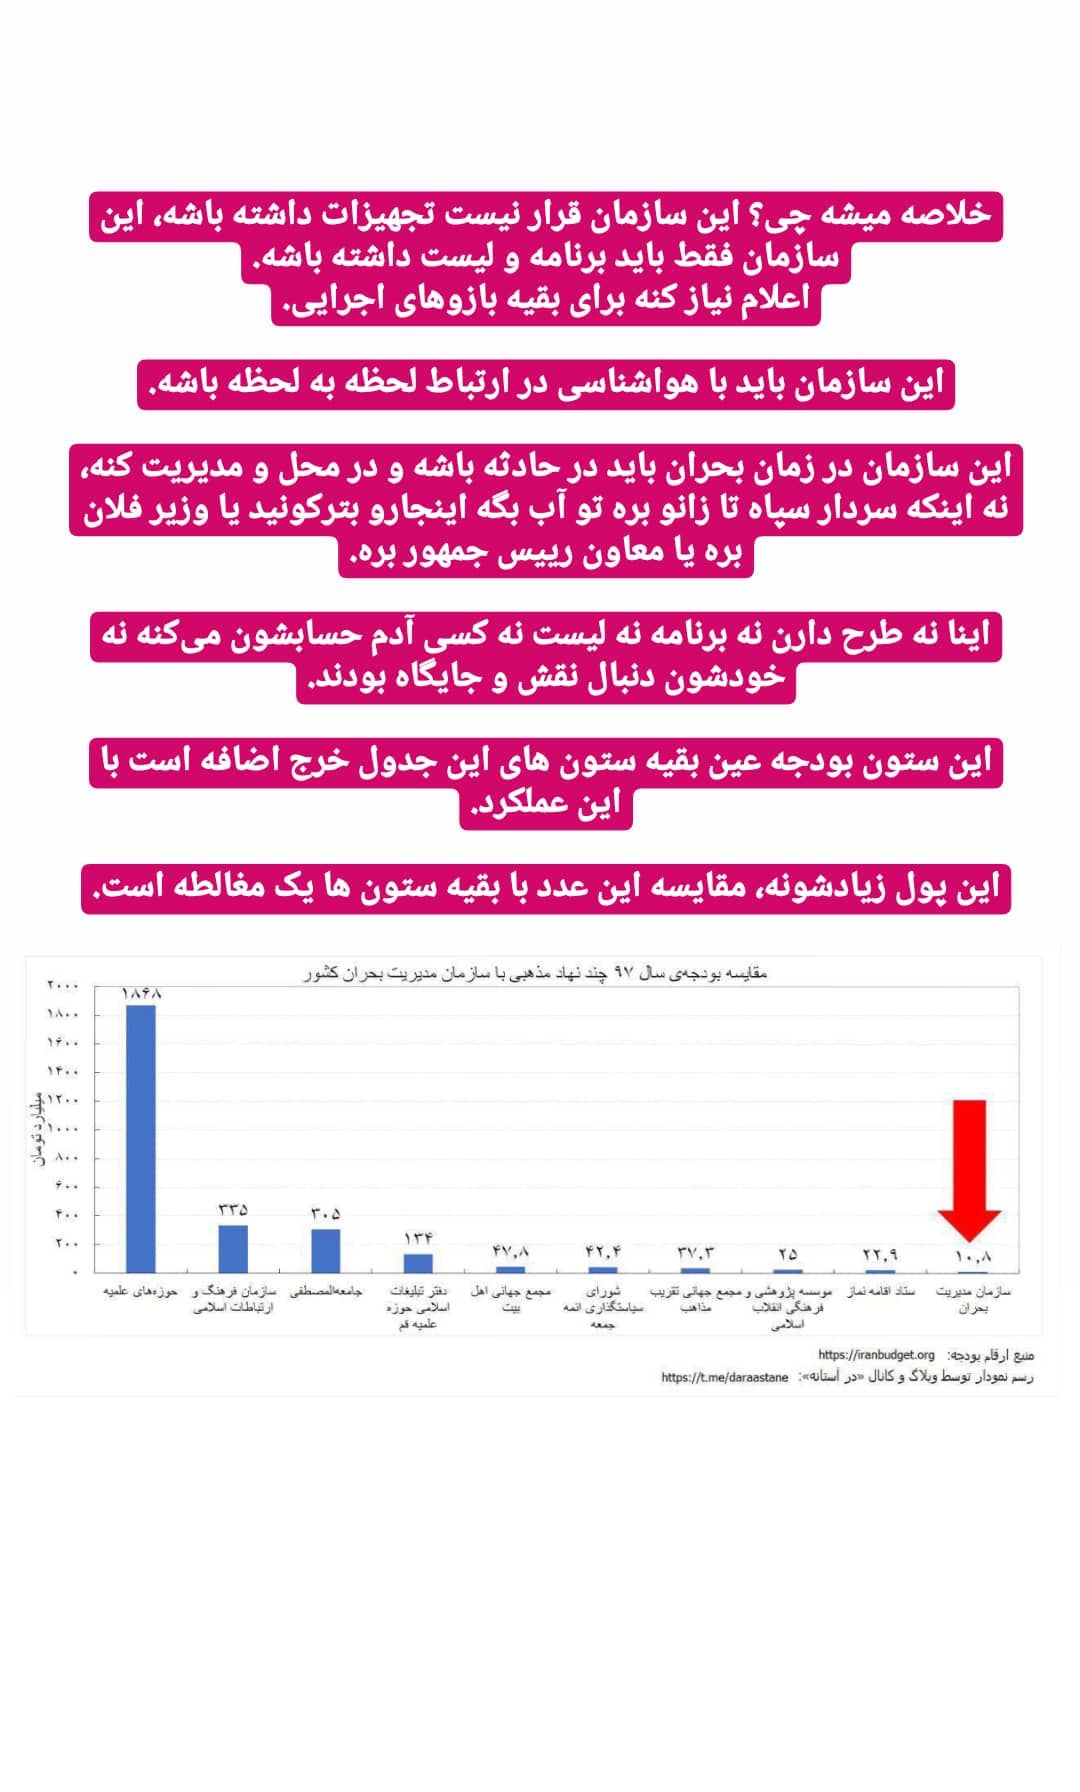 خلاصه میشه چی؟ این سازمان قرار نیست تجهیزات داشته باشه، این
سازمان فقط باید برنامه و لیست داشته باشه.
اعلام نیاز کنه برای بقیه بازوهای اجرایی.
این سازمان باید با هواشناسی در ارتباط لحظه به لحظه باشه.
این سازمان در زمان بحران باید در حادثه باشه و در محل و مدیریت کنه،
نه اینکه سردار سپاه تا زانو بره تو آب بگه اینجارو بترکونید یا وزیر فلان
بره یا معاون رییس جمهور بره.
اینا نه طرح دارن نه برنامه نه لیست نه کسی آدم حسابشون می‌کنه نه
خودشون دنبال نقش و جایگاه بودند.
این ستون بودجه عین بقیه ستون های این جدول خرج اضافه است با
این عملکرد.
این پول زیادشونه، مقایسه این عدد با بقیه ستون ها یک مغالطه است.
مقایسه بودجه‌ی سال ۹۷ چند نهاد مذهبی با سازمان مدیریت بحران کشور
میلیارد تومان
۲۰۰۰
۱۸۰۰
۱۶۰۰
۱۴۰۰
۱۲۰۰
۱۰۰۰
۸۰۰
۶۰۰
۴۰۰
۲۰۰
۰
۱۸۶۸
۳۳۵
۳۰۵
۱۳۴
۴۷,۸
۴۲,۴
۳۷,۳
۲۵
۲۲,۹
۱۰,۸
حوزه‌های علمیه
سازمان فرهنگ و
ارتباطات اسلامی
جامعه‌المصطفی
دفتر تبلیغات
اسلامی حوزه
علمیه قم
مجمع جهانی اهل
بیت
شورای
سیاستگذاری ائمه
جمعه
مجمع جهانی تقریب
مذاهب
موسسه پژوهشی و
فرهنگی انقلاب
اسلامی
ستاد اقامه نماز
سازمان مدیریت
بحران
منبع ارقام بودجه: https://iranbudget.org
رسم نمودار توسط وبلاگ و کانال «در آستانه»: https://t.me/daraastane